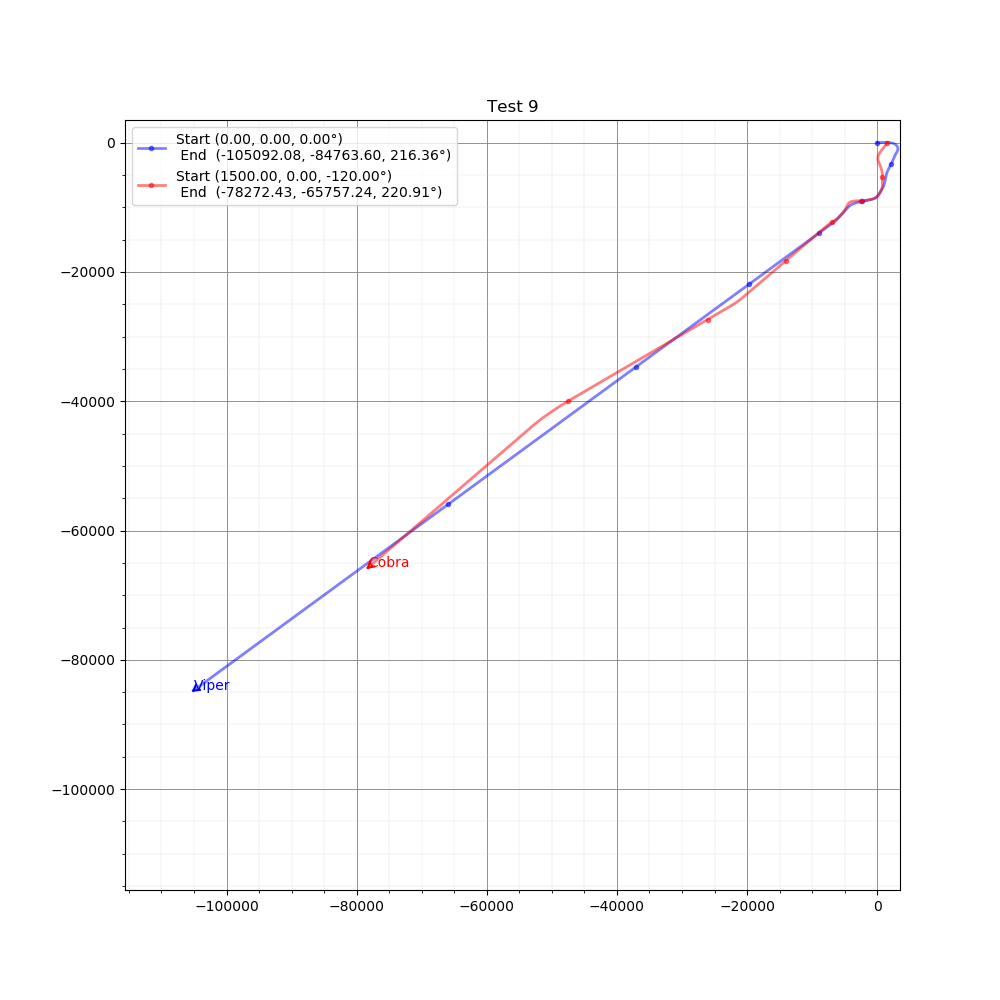 Test 9
Start (0.00, 0.00, 0.00°)
End (-105092.08, -84763.60, 216.36°)
Start (1500.00, 0.00, -120.00°)
End (-78272.43, -65757.24, 220.91°)
0
−20000
−40000
−60000
−80000
−100000
Cobra
Viper
−100000 −80000 −60000 −40000 −20000 0